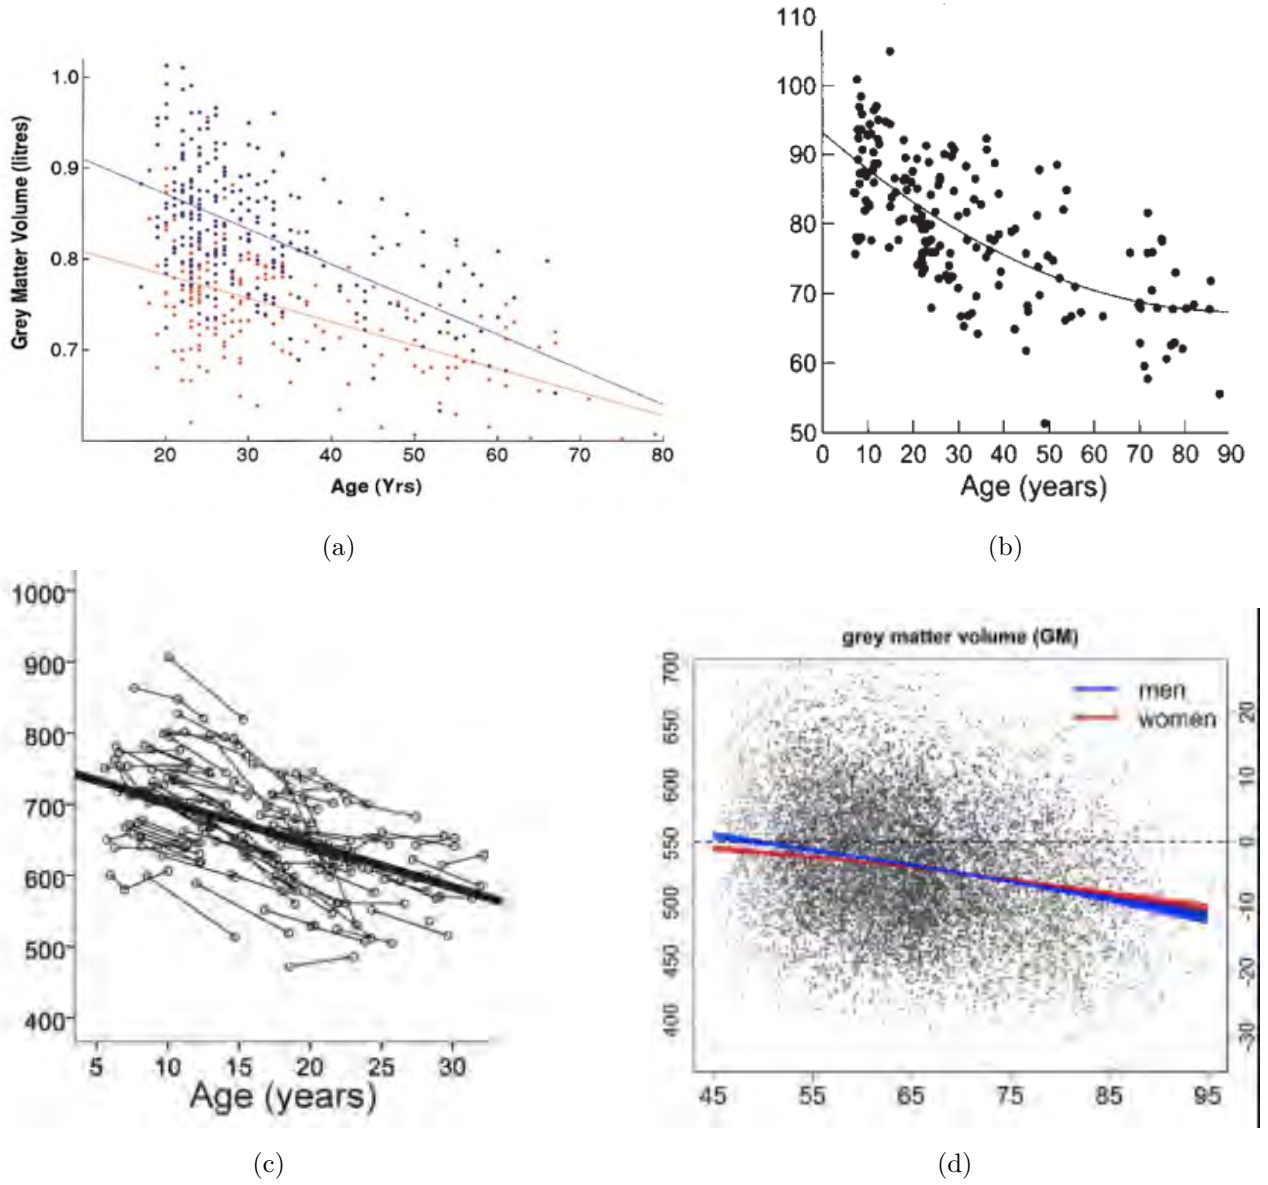 1.0
0.9
0.8
0.7
Grey Matter Volume (litres)
20 30 40 50 60 70 80
Age (Yrs)
(a)
110
100
90
80
70
60
50
0 10 20 30 40 50 60 70 80 90
Age (years)
(b)
1000
900
800
700
600
500
400
5 10 15 20 25 30
Age (years)
(c)
grey matter volume (GM)
men
women
700
650
600
550
500
450
400
20
10
0
-10
-20
-30
45 55 65 75 85 95
(d)